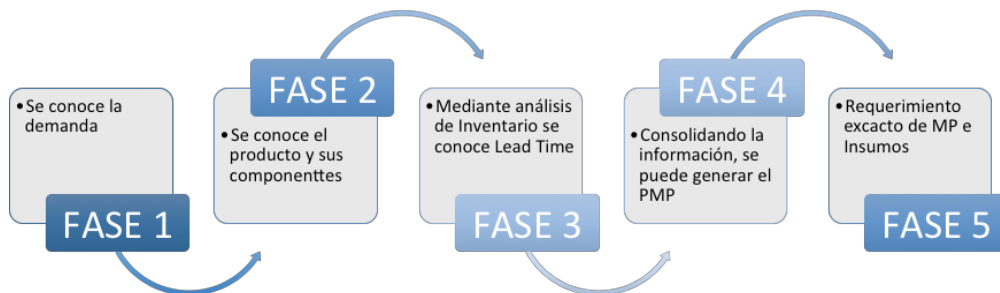 • Se conoce la
demanda
FASE 1
FASE 2
• Se conoce el
producto y sus
componenttes
• Mediante análisis
de Inventario se
conoce Lead Time
FASE 3
FASE 4
• Consolidando la
información, se
puede generar el
PMP
• Requerimiento
excacto de MP e
Insumos
FASE 5